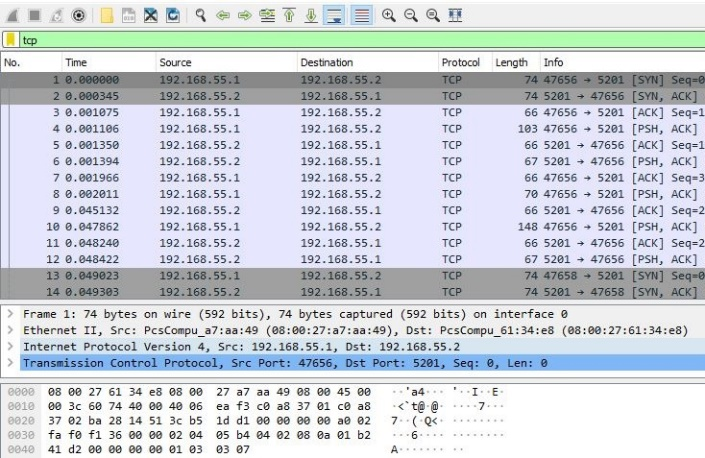 tcp
No. Time Source Destination Protocol Length Info
1 0.000000 192.168.55.1 192.168.55.2 TCP 74 47656 → 5201 [SYN] Seq=0
2 0.000345 192.168.55.2 192.168.55.1 TCP 74 5201 → 47656 [SYN, ACK]
3 0.001075 192.168.55.1 192.168.55.2 TCP 66 47656 → 5201 [ACK] Seq=1
4 0.001106 192.168.55.1 192.168.55.2 TCP 103 47656 → 5201 [PSH, ACK]
5 0.001350 192.168.55.2 192.168.55.1 TCP 66 5201 → 47656 [ACK] Seq=1
6 0.001394 192.168.55.2 192.168.55.1 TCP 67 5201 → 47656 [PSH, ACK]
7 0.001966 192.168.55.1 192.168.55.2 TCP 66 47656 → 5201 [ACK] Seq=3
8 0.002011 192.168.55.1 192.168.55.2 TCP 70 47656 → 5201 [PSH, ACK]
9 0.045132 192.168.55.2 192.168.55.1 TCP 66 5201 → 47656 [ACK] Seq=2
10 0.047862 192.168.55.1 192.168.55.2 TCP 148 47656 → 5201 [PSH, ACK]
11 0.048240 192.168.55.2 192.168.55.1 TCP 66 5201 → 47656 [ACK] Seq=2
12 0.048422 192.168.55.2 192.168.55.1 TCP 67 5201 → 47656 [PSH, ACK]
13 0.049023 192.168.55.1 192.168.55.2 TCP 74 47658 → 5201 [SYN] Seq=0
14 0.049303 192.168.55.2 192.168.55.1 TCP 74 5201 → 47658 [SYN, ACK]
Frame 1: 74 bytes on wire (592 bits), 74 bytes captured (592 bits) on interface 0
Ethernet II, Src: PcsCompu_a7:aa:49 (08:00:27:a7:aa:49), Dst: PcsCompu_61:34:e8 (08:00:27:61:34:e8)
Internet Protocol Version 4, Src: 192.168.55.1, Dst: 192.168.55.2
Transmission Control Protocol, Src Port: 47656, Dst Port: 5201, Seq: 0, Len: 0
0000 08 00 27 61 34 e8 08 00 27 a7 aa 49 08 00 45 00 ··'a4··· '··I··E·
0010 00 3c 60 74 40 00 40 06 ea f3 c0 a8 37 01 c0 a8 ·<`t@·@· ····7···
0020 37 02 ba 28 14 51 3c b5 1d d1 00 00 00 00 a0 02 7··(·Q<· ········
0030 fa f0 f1 36 00 00 02 04 05 b4 04 02 08 0a 01 b2 ···6···· ········
0040 41 d2 00 00 00 00 01 03 03 07 A······· ··